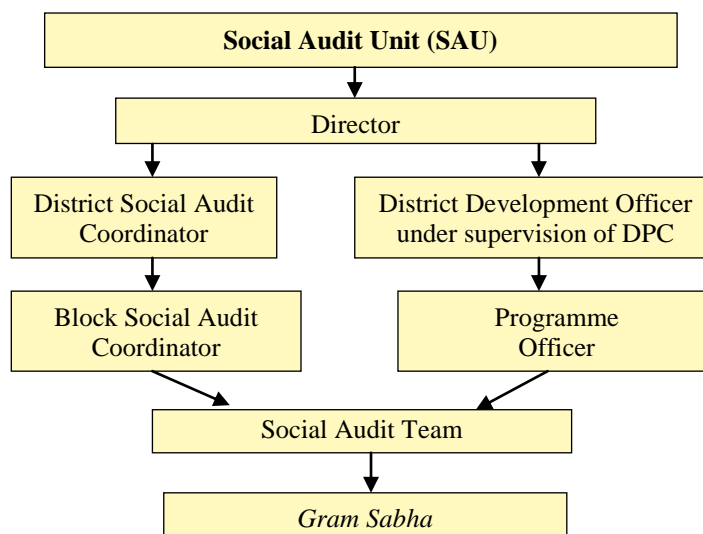 Social Audit Unit (SAU)
Director
District Social Audit
Coordinator
District Development Officer
under supervision of DPC
Block Social Audit
Coordinator
Programme
Officer
Social Audit Team
Gram Sabha